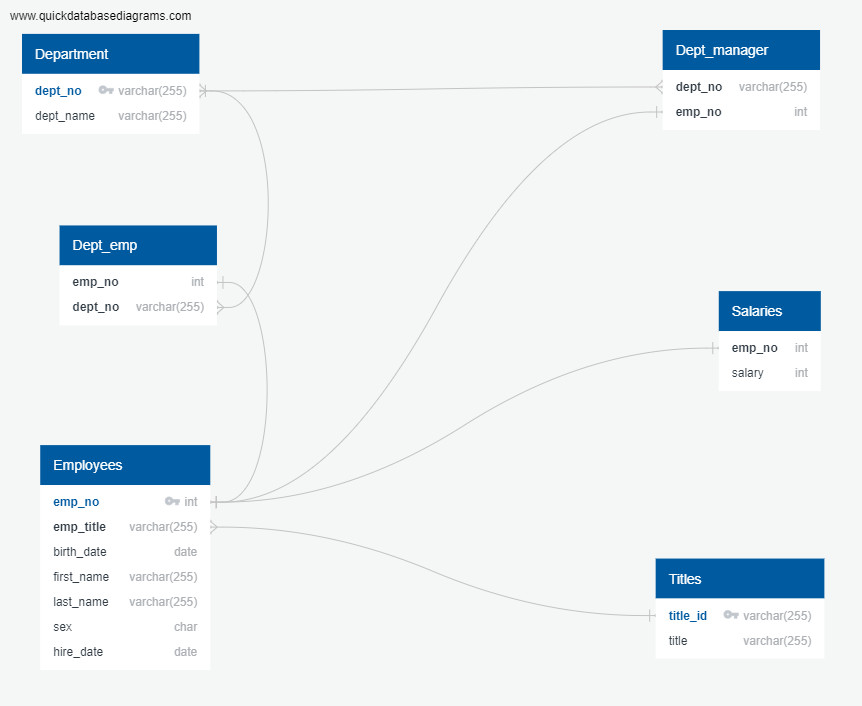 www.quickdatabasediagrams.com
Department
dept_no varchar(255)
dept_name varchar(255)
Dept_manager
dept_no varchar(255)
emp_no int
Dept_emp
emp_no int
dept_no varchar(255)
Salaries
emp_no int
salary int
Employees
emp_no int
emp_title varchar(255)
birth_date date
first_name varchar(255)
last_name varchar(255)
sex char
hire_date date
Titles
title_id varchar(255)
title varchar(255)